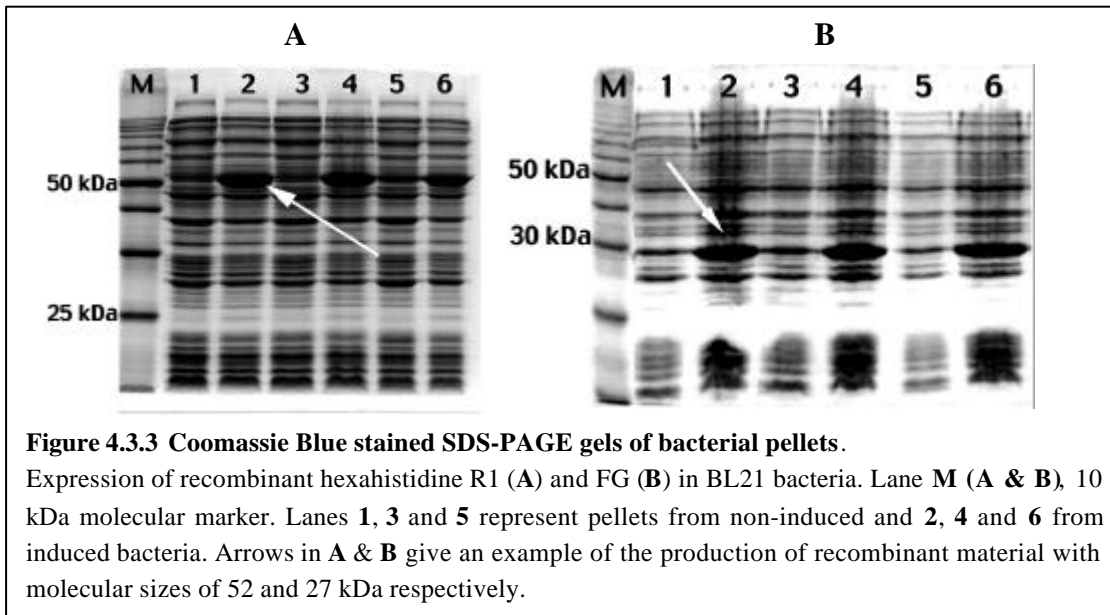 A
B
M 1 2 3 4 5 6
M 1 2 3 4 5 6
50 kDa
25 kDa
50 kDa
30 kDa
Figure 4.3.3 Coomassie Blue stained SDS-PAGE gels of bacterial pellets.
Expression of recombinant hexahistidine R1 (A) and FG (B) in BL21 bacteria. Lane M (A & B), 10
kDa molecular marker. Lanes 1, 3 and 5 represent pellets from non-induced and 2, 4 and 6 from
induced bacteria. Arrows in A & B give an example of the production of recombinant material with
molecular sizes of 52 and 27 kDa respectively.